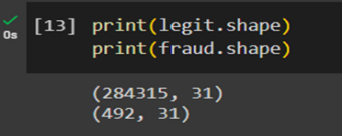 [13] print(legit.shape)
0s print(fraud.shape)
(284315, 31)
(492, 31)